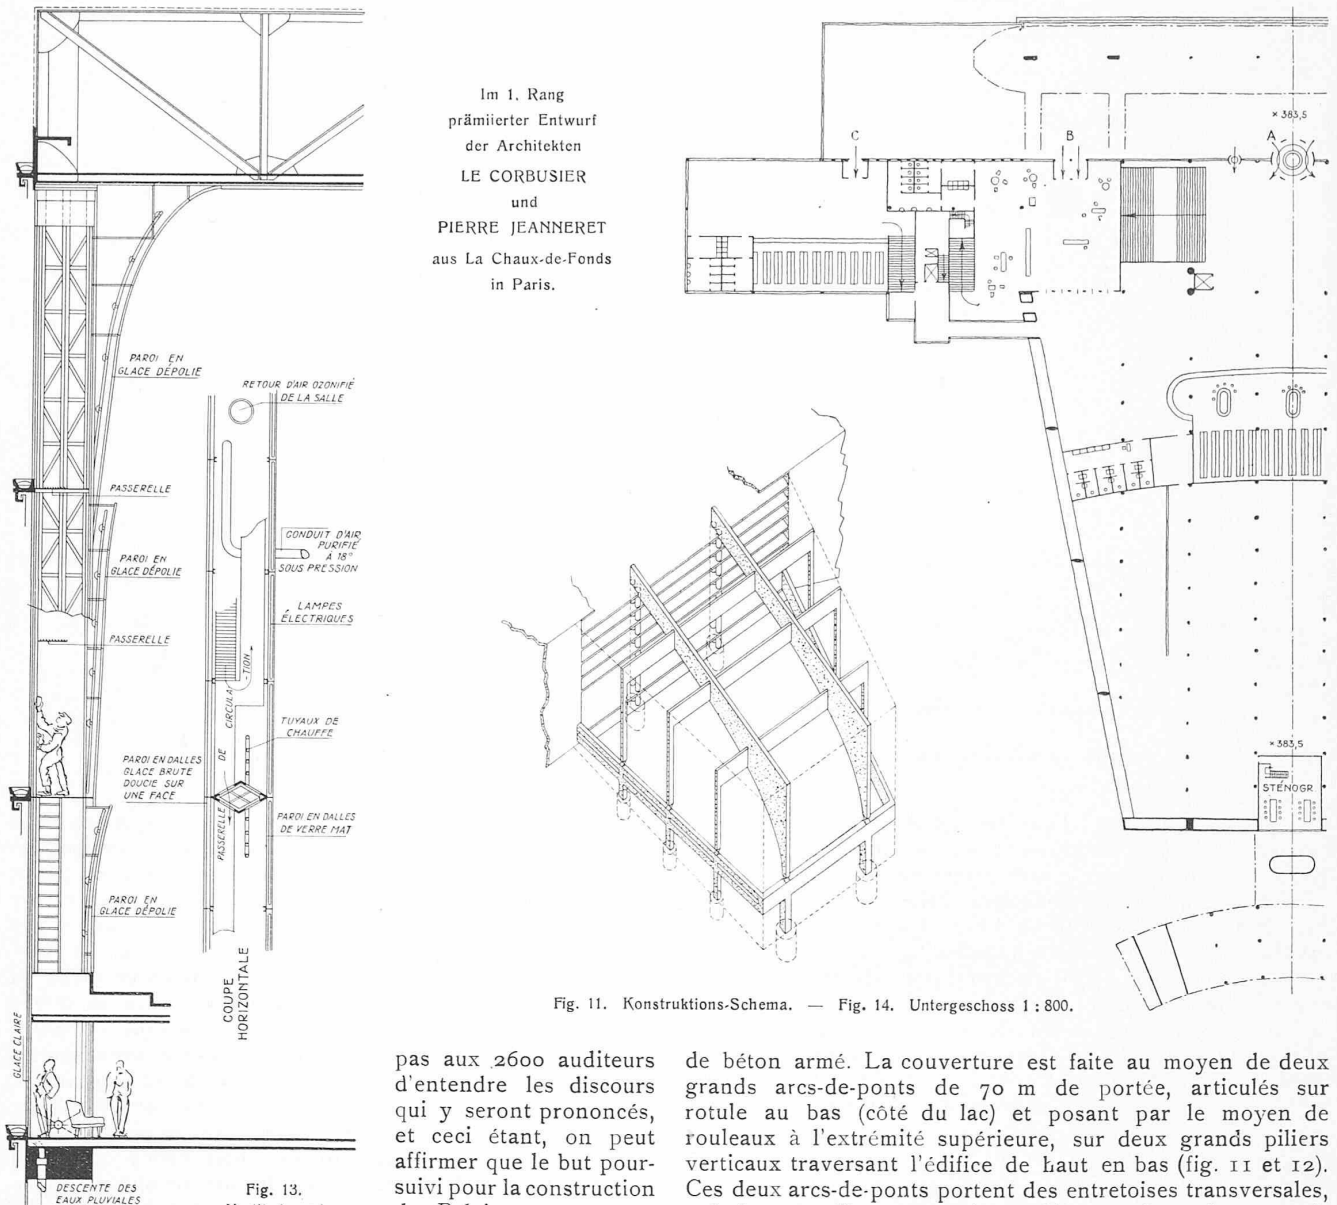 Im 1. Rang
prämiierter Entwurf
der Architekten
LE CORBUSIER
und
PIERRE JEANNERET
aus La Chaux-de-Fonds
in Paris.
PAROI EN
GLACE DÉPOLIE
PASSERELLE
PAROI EN
GLACE DÉPOLIE
PASSERELLE
PAROI EN DALLES
GLACE BRUTE
DOUCIE SUR
UNE FACE
PAROI EN
GLACE DÉPOLIE
GLACE CLAIRE
DESCENTE DES
EAUX PLUVIALES
RETOUR D'AIR OZONIFIÉ
DE LA SALLE
CONDUIT D'AIR
PURIFIÉ
À 18°
SOUS PRESSION
LAMPES
ÉLECTRIQUES
TUYAUX DE
CHAUFFE
PAROI EN DALLES
DE VERRE MAT
PASSERELLE DE CIRCULA-
TION
COUPE
HORIZONTALE
Fig. 13.
C
B
A
× 383,5
× 383,5
STÉNOGR
Fig. 11. Konstruktions-Schema. — Fig. 14. Untergeschoss 1 : 800.
pas aux 2600 auditeurs
d'entendre les discours
qui y seront prononcés,
et ceci étant, on peut
affirmer que le but pour-
suivi pour la construction
de béton armé. La couverture est faite au moyen de deux
grands arcs-de-ponts de 70 m de portée, articulés sur
rotule au bas (côté du lac) et posant par le moyen de
rouleaux à l'extrémité supérieure, sur deux grands piliers
verticaux traversant l'édifice de haut en bas (fig. 11 et 12).
Ces deux arcs-de-ponts portent des entretoises transversales,